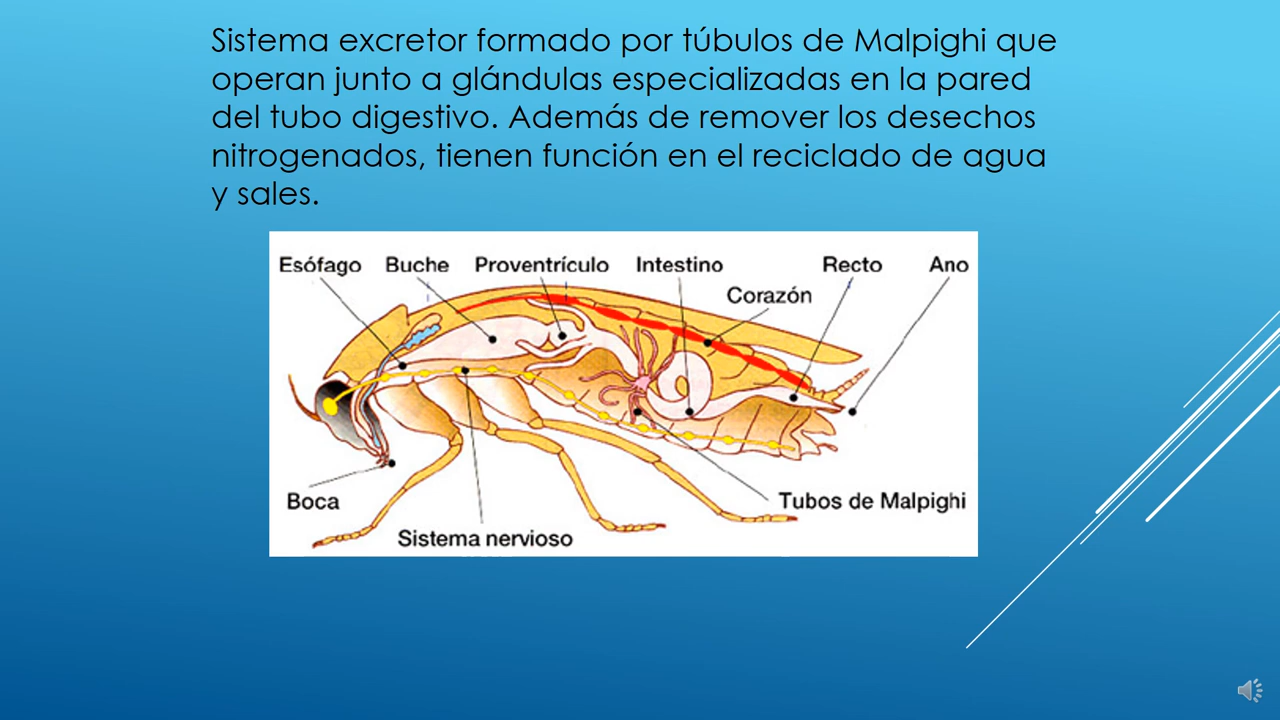 Sistema excretor formado por túbulos de Malpighi que
operan junto a glándulas especializadas en la pared
del tubo digestivo. Además de remover los desechos
nitrogenados, tienen función en el reciclado de agua
y sales.
Esófago Buche Proventrículo Intestino Recto Ano
Corazón
Boca
Tubos de Malpighi
Sistema nervioso